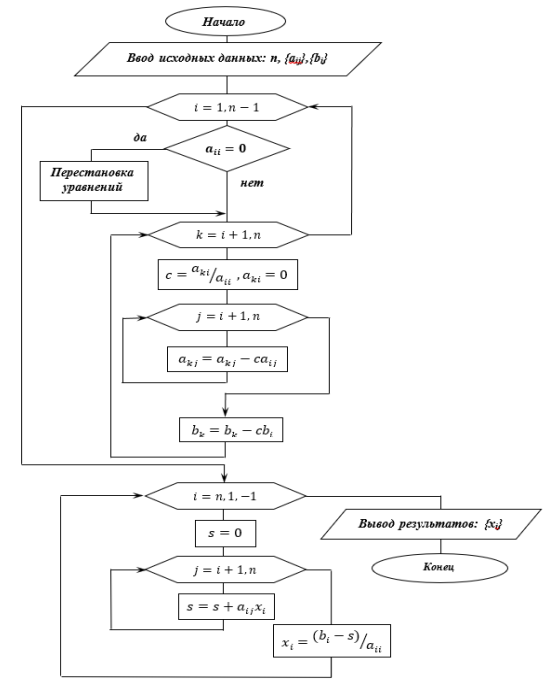 Начало
Ввод исходных данных: n, {aᵢⱼ},{bᵢ}
i = 1, n − 1
да
aᵢᵢ = 0
Перестановка
уравнений
нет
k = i + 1, n
c = aₖᵢ/aᵢᵢ , aₖᵢ = 0
j = i + 1, n
aₖⱼ = aₖⱼ − caᵢⱼ
bₖ = bₖ − cbᵢ
i = n, 1, −1
Вывод результатов: {xᵢ}
s = 0
Конец
j = i + 1, n
s = s + aᵢⱼxᵢ
xᵢ = (bᵢ − s)/aᵢᵢ